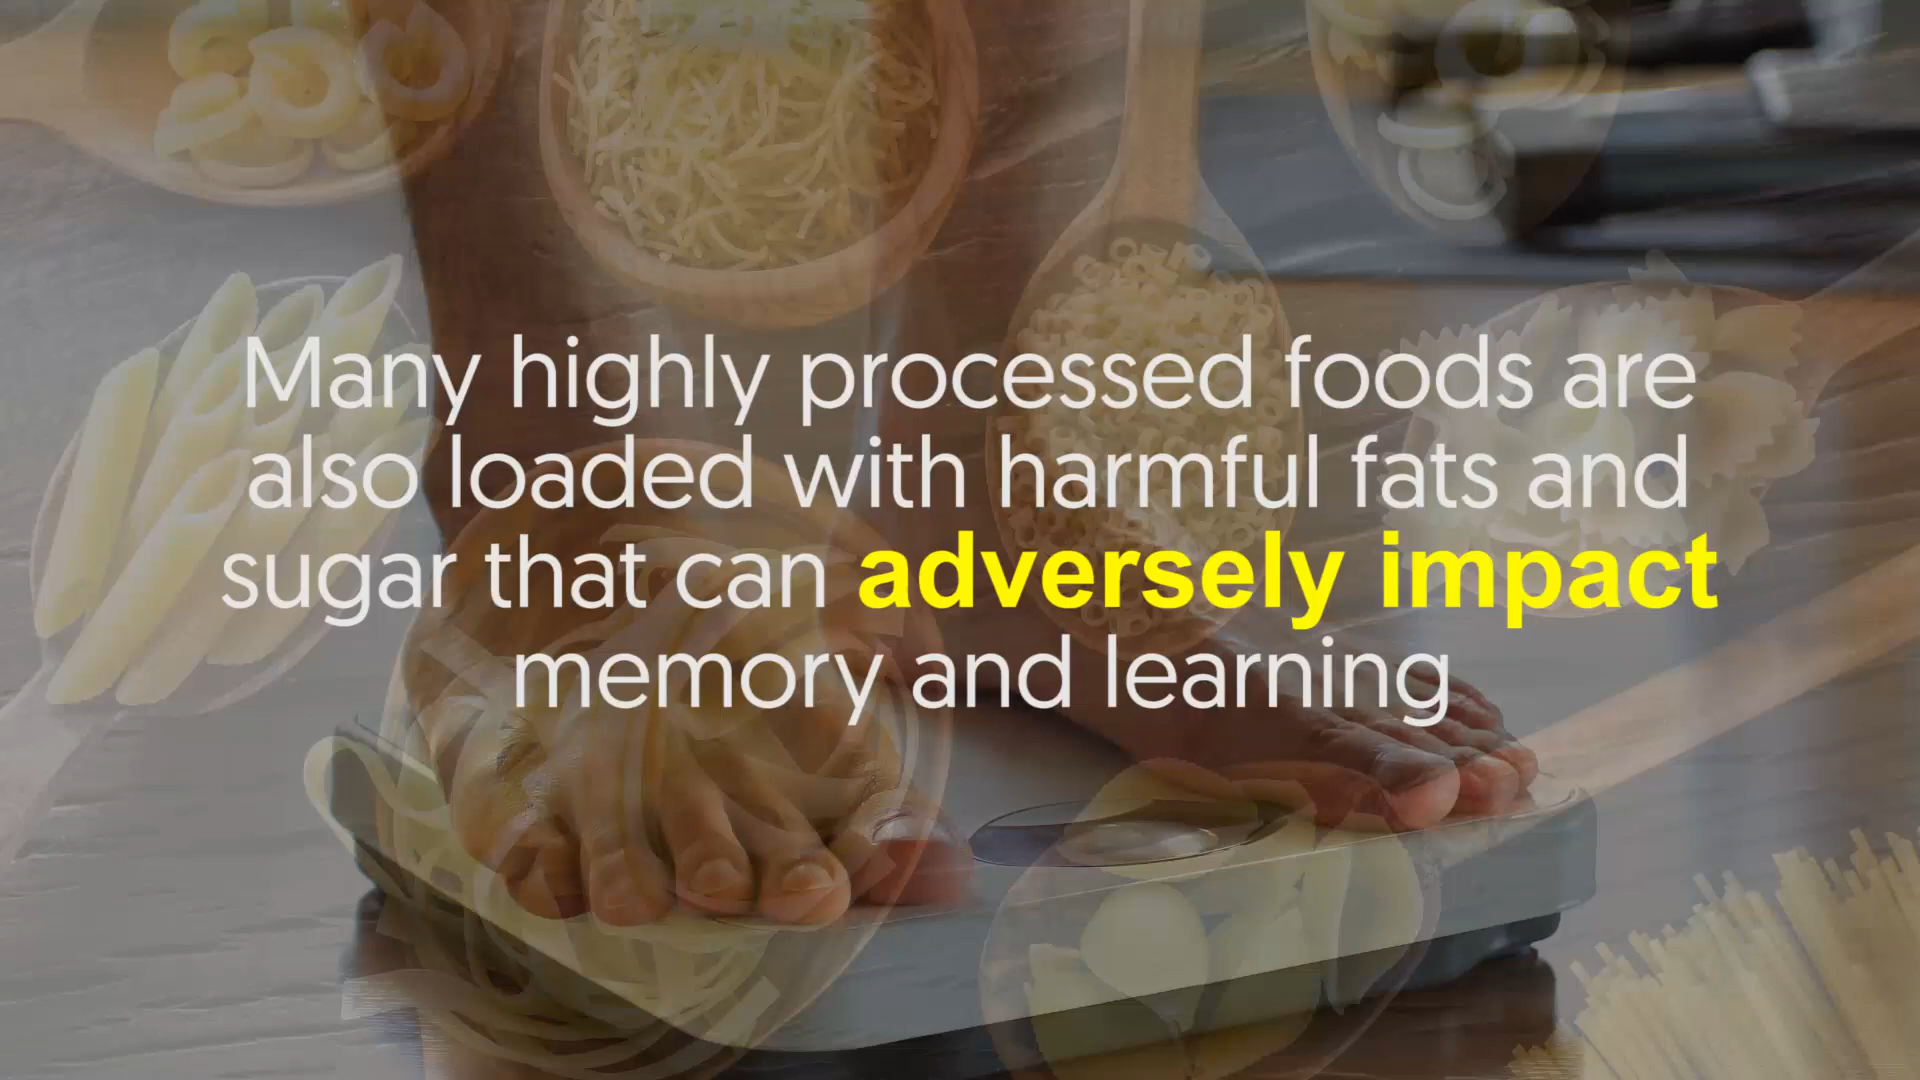 Many highly processed foods are
also loaded with harmful fats and
sugar that can adversely impact
memory and learning